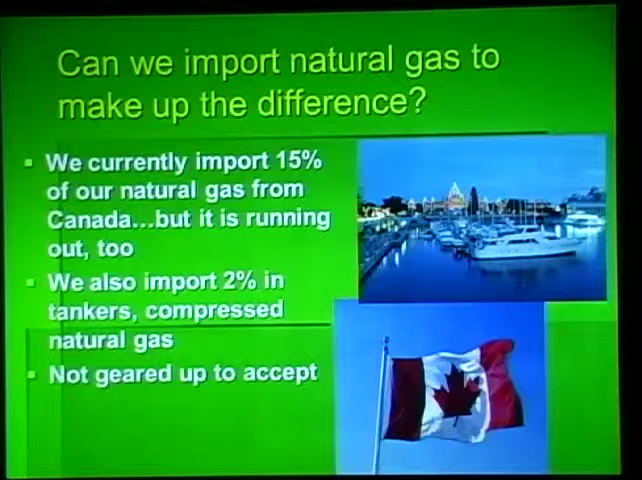 Can we import natural gas to
make up the difference?
We currently import 15%
of our natural gas from
Canada...but it is running
out, too
We also import 2% in
tankers, compressed
natural gas
Not geared up to accept